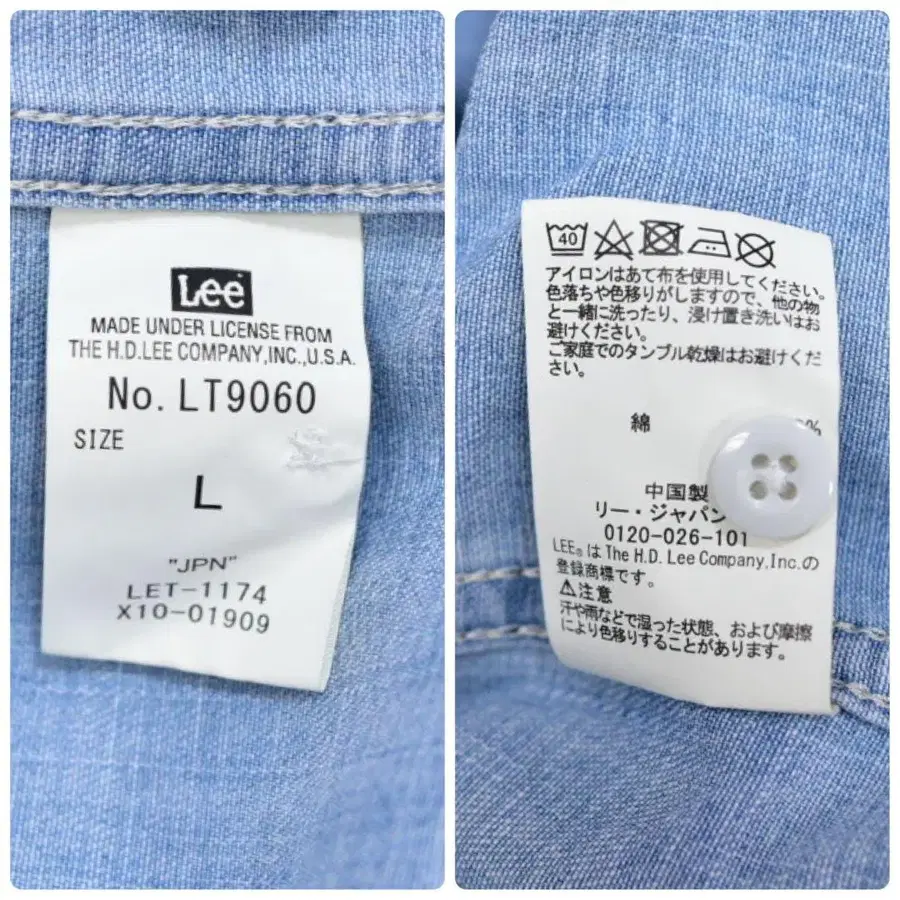 Lee
MADE UNDER LICENSE FROM
THE H.D.LEE COMPANY,INC.,U.S.A.
No. LT9060
SIZE
L
"JPN"
LET-1174
X10-01909
40
アイロンはあて布を使用してください。
色落ちや色移りがしますので、他の物
と一緒に洗ったり、浸け置き洗いはお
避けください。
ご家庭でのタンブル乾燥はお避けくだ
さい。
綿 %
中国製
リー・ジャパン
0120-026-101
LEE®は The H.D. Lee Company,Inc.の
登録商標です。
⚠注意
汗や雨などで湿った状態、および摩擦
により色移りすることがあります。